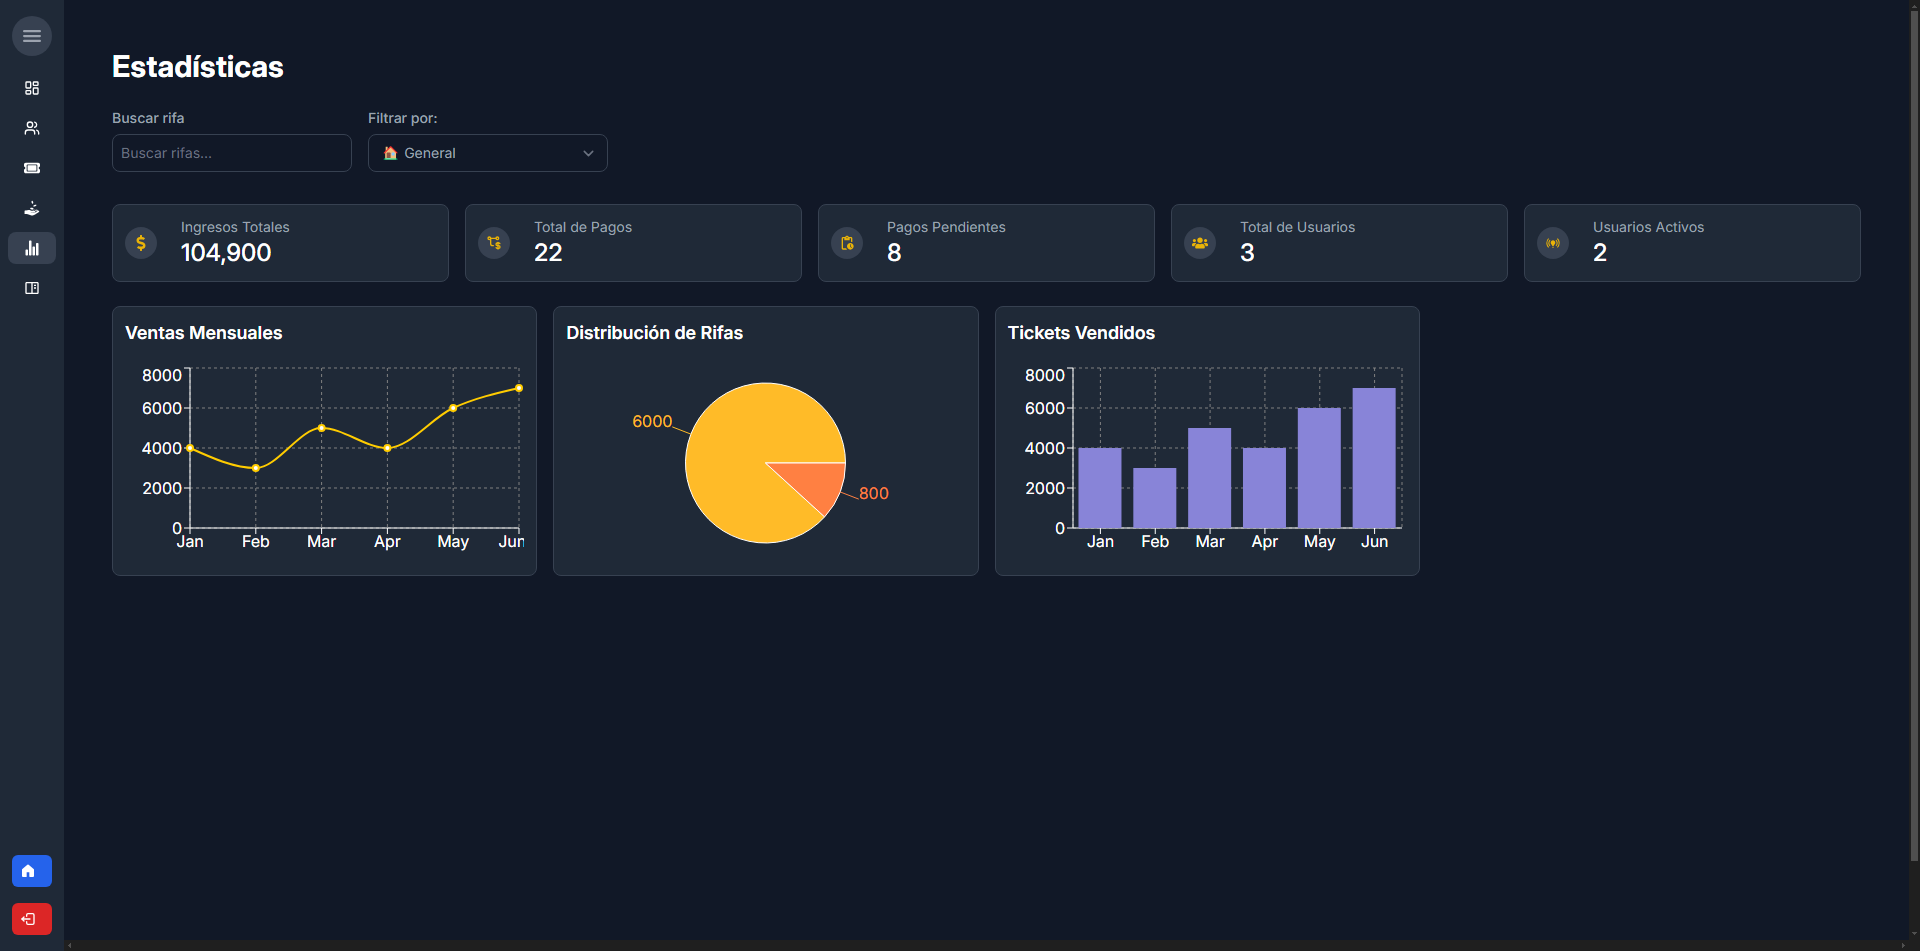 Estadísticas
Buscar rifa
Filtrar por:
Buscar rifas...
General
Ingresos Totales
104,900
Total de Pagos
22
Pagos Pendientes
8
Total de Usuarios
3
Usuarios Activos
2
Ventas Mensuales
8000
6000
4000
2000
0
Jan Feb Mar Apr May Jun
Distribución de Rifas
6000
800
Tickets Vendidos
8000
6000
4000
2000
0
Jan Feb Mar Apr May Jun